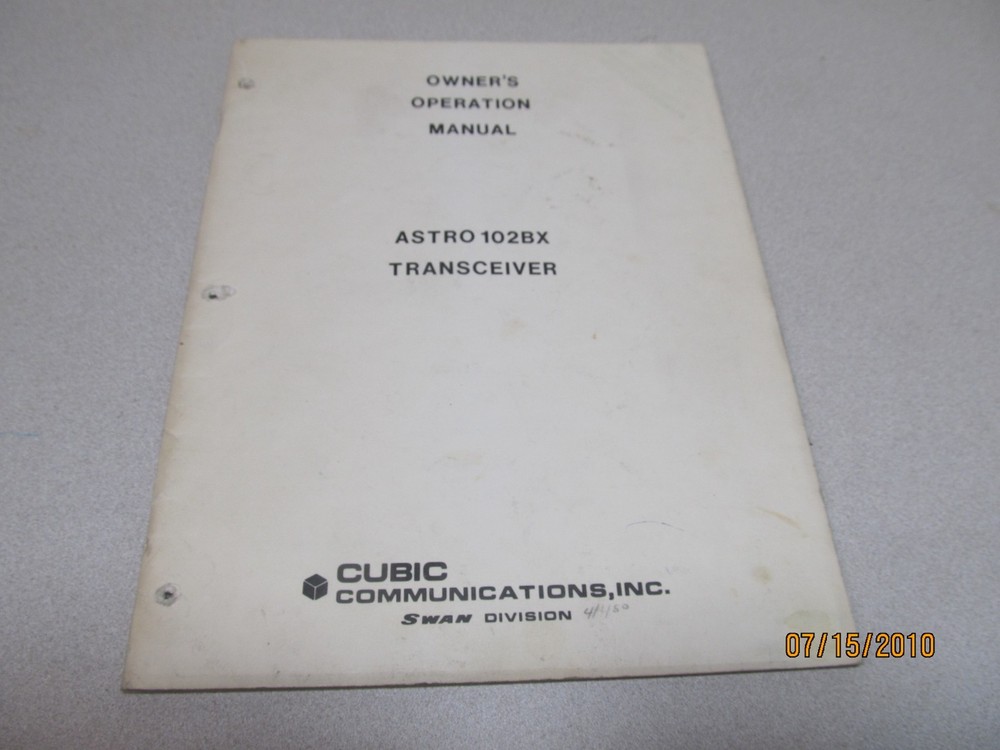 OWNER'S
OPERATION
MANUAL
ASTRO 102BX
TRANSCEIVER
CUBIC
COMMUNICATIONS, INC.
SWAN DIVISION
07/15/2010